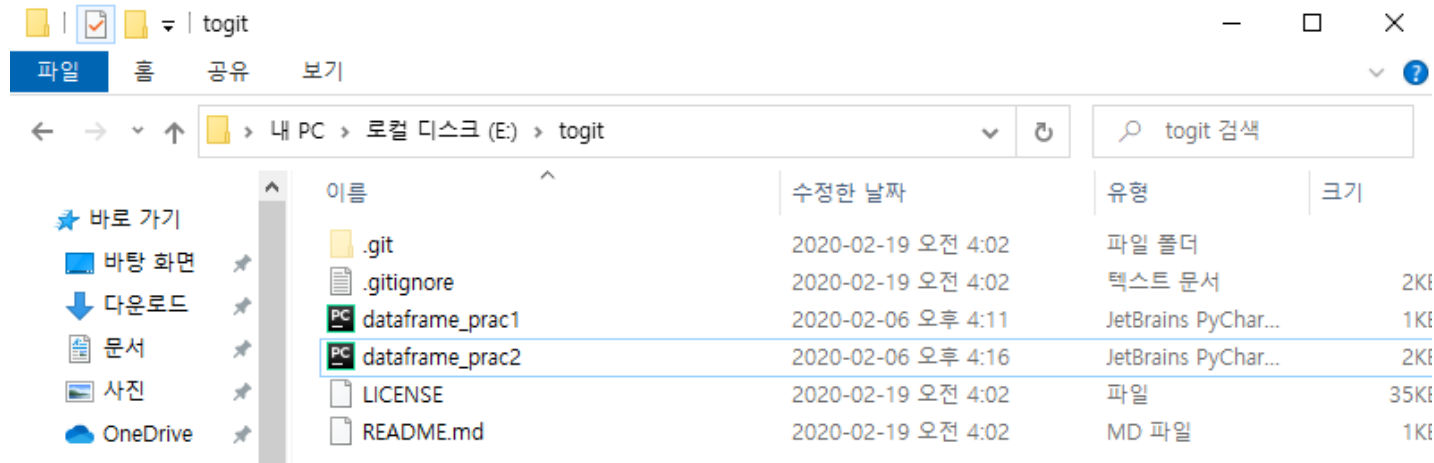 togit
파일 홈 공유 보기
내 PC > 로컬 디스크 (E:) > togit togit 검색
이름 수정한 날짜 유형 크기
바로 가기
바탕 화면
다운로드
문서
사진
OneDrive
.git 2020-02-19 오전 4:02 파일 폴더
.gitignore 2020-02-19 오전 4:02 텍스트 문서 2KB
PC dataframe_prac1 2020-02-06 오후 4:11 JetBrains PyChar... 1KB
PC dataframe_prac2 2020-02-06 오후 4:16 JetBrains PyChar... 2KB
LICENSE 2020-02-19 오전 4:02 파일 35KB
README.md 2020-02-19 오전 4:02 MD 파일 1KB